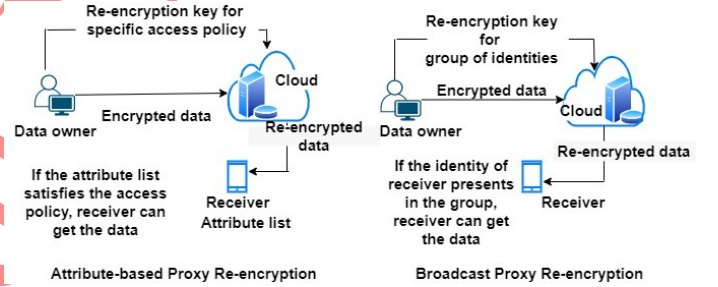 Re-encryption key for
specific access policy
Cloud
Encrypted data
Data owner
Re-encrypted
data
If the attribute list
satisfies the access
policy, receiver can
get the data
Receiver
Attribute list
Attribute-based Proxy Re-encryption
Re-encryption key
for
group of identities
Encrypted data
Cloud
Data owner
Re-encrypted data
If the identity of
receiver presents
in the group,
receiver can get
the data
Receiver
Broadcast Proxy Re-encryption